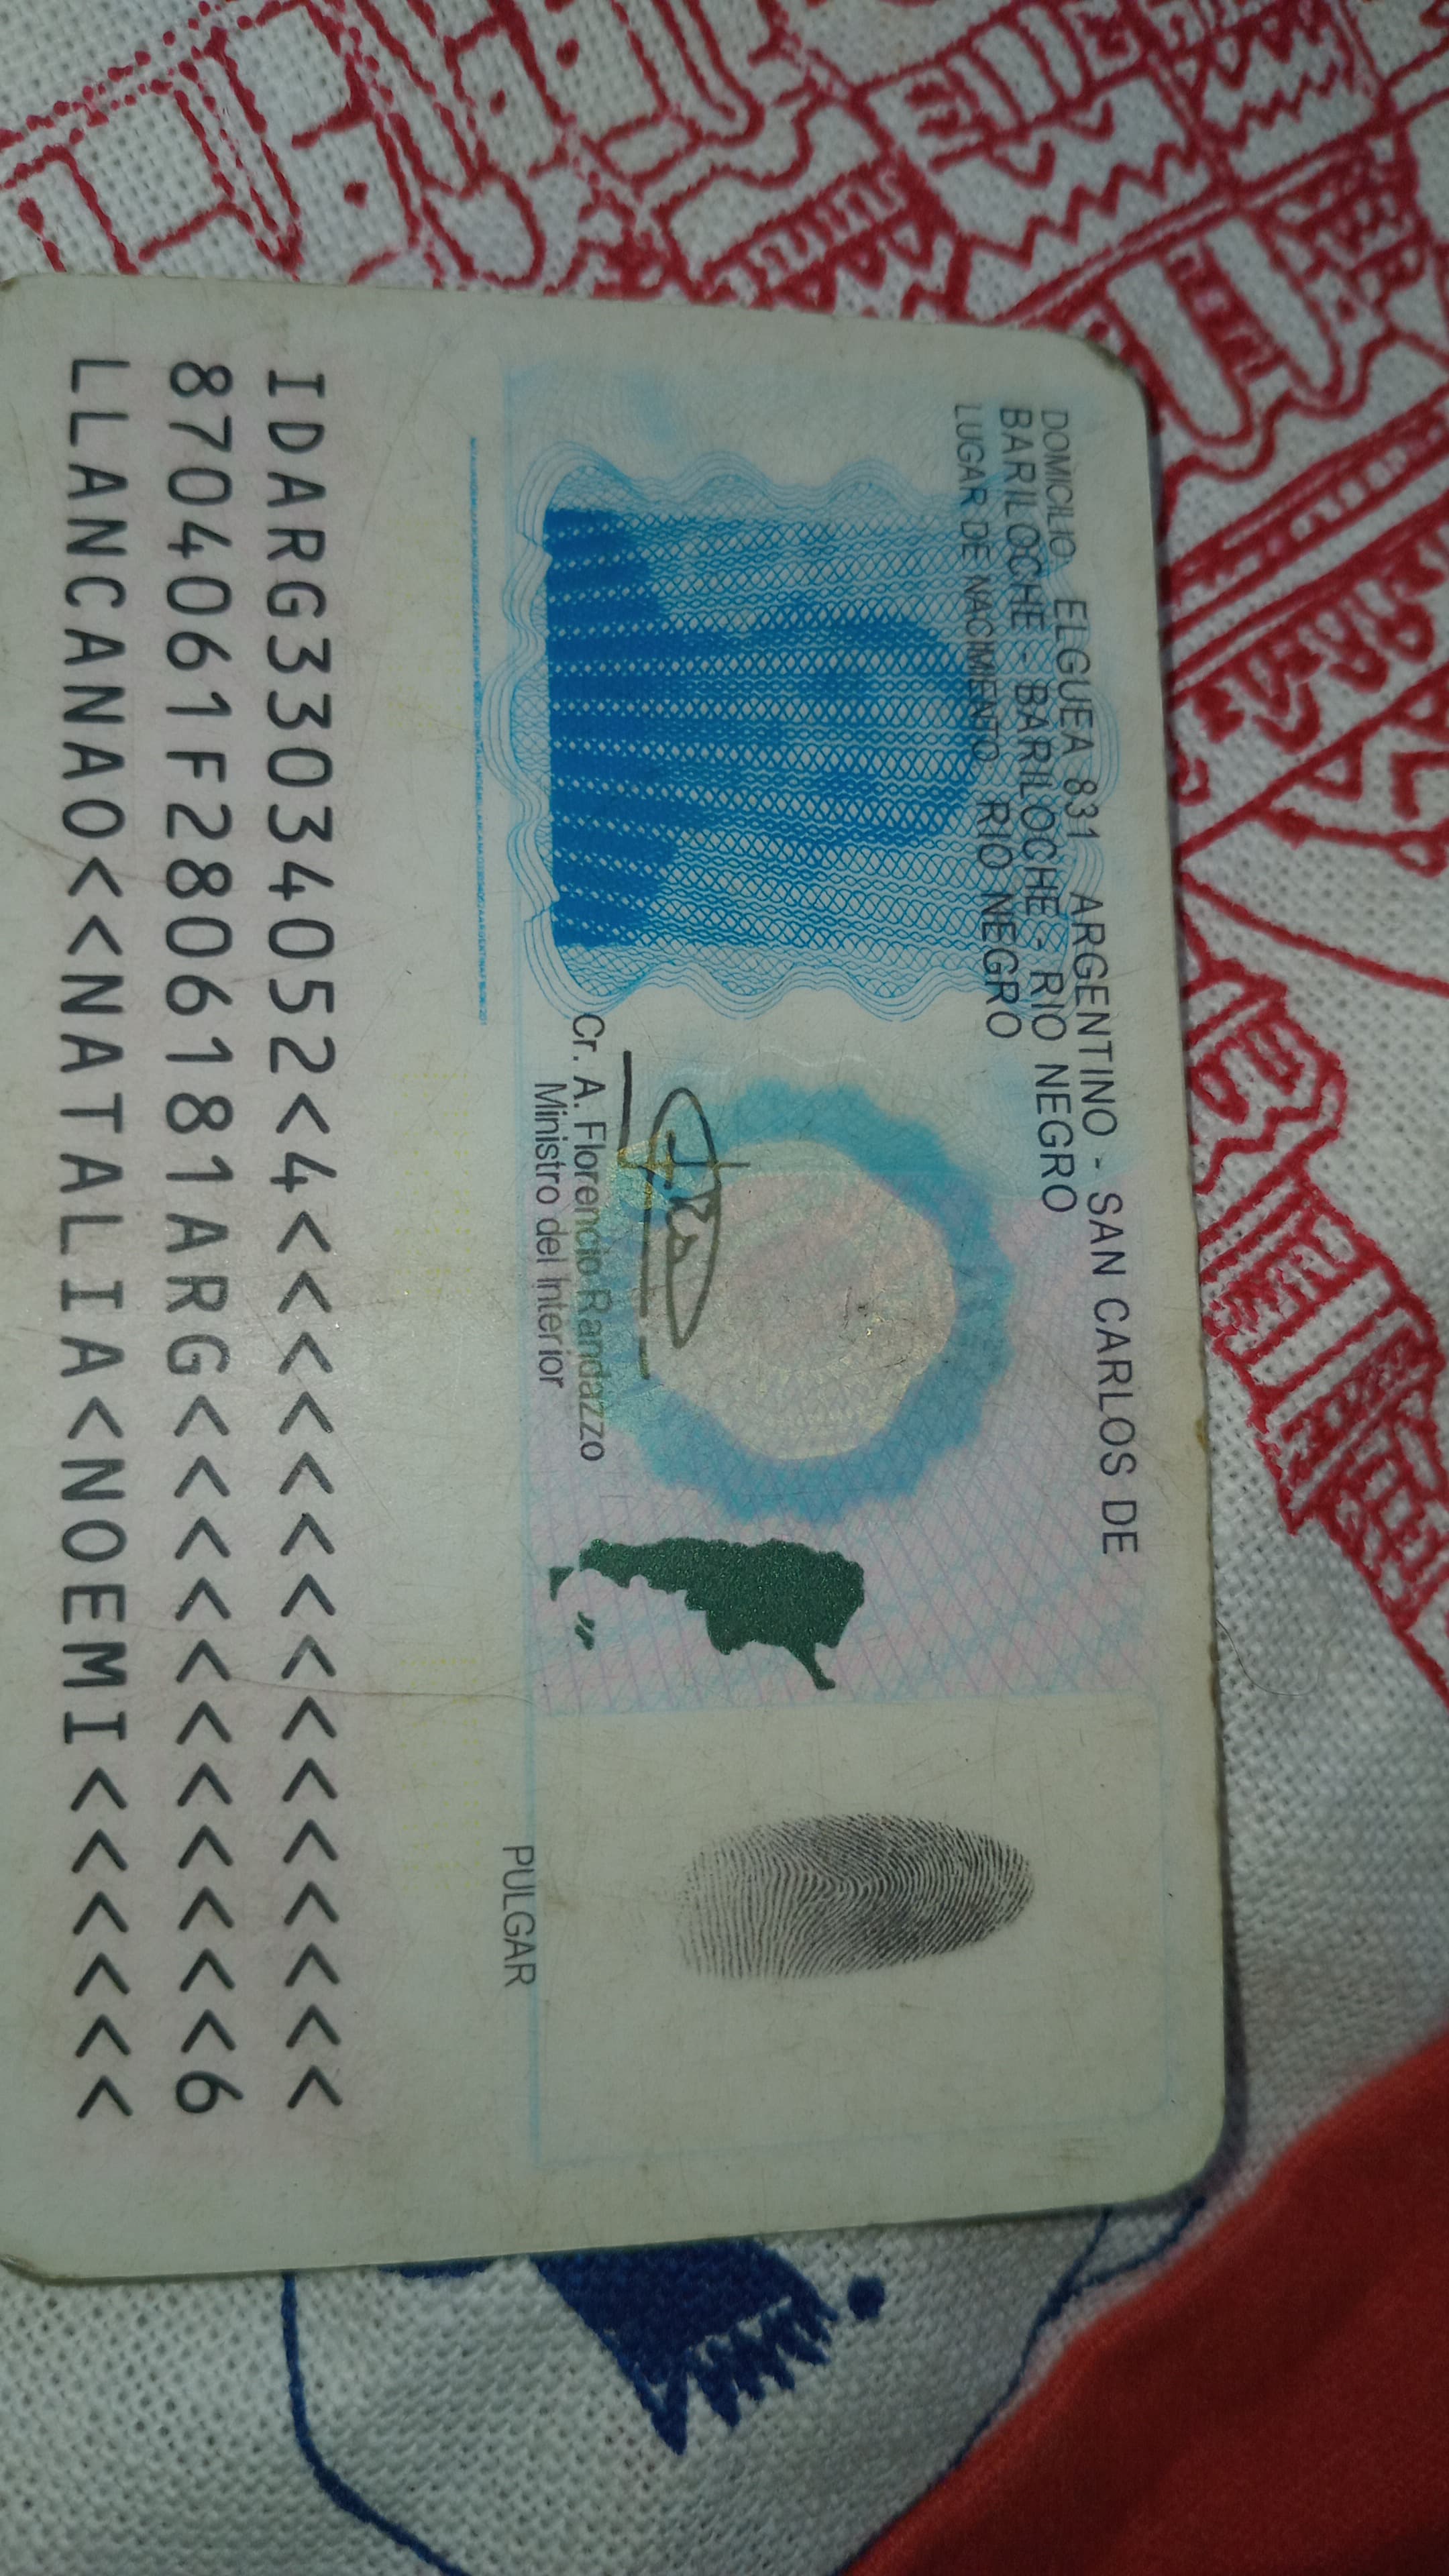 DOMICILIO ELGUEA 831 ARGENTINO - SAN CARLOS DE
BARILOCHE - BARILOCHE - RIO NEGRO
LUGAR DE NACIMIENTO RIO NEGRO
Cr. A. Florencio Randazzo
Ministro del Interior
PULGAR
IDARG33034052<4<<<<<<<<<<<<<<<
8704061F2806181ARG<<<<<<<<<<<6
LLANCANAO<<NATALIA<NOEMI<<<<<<